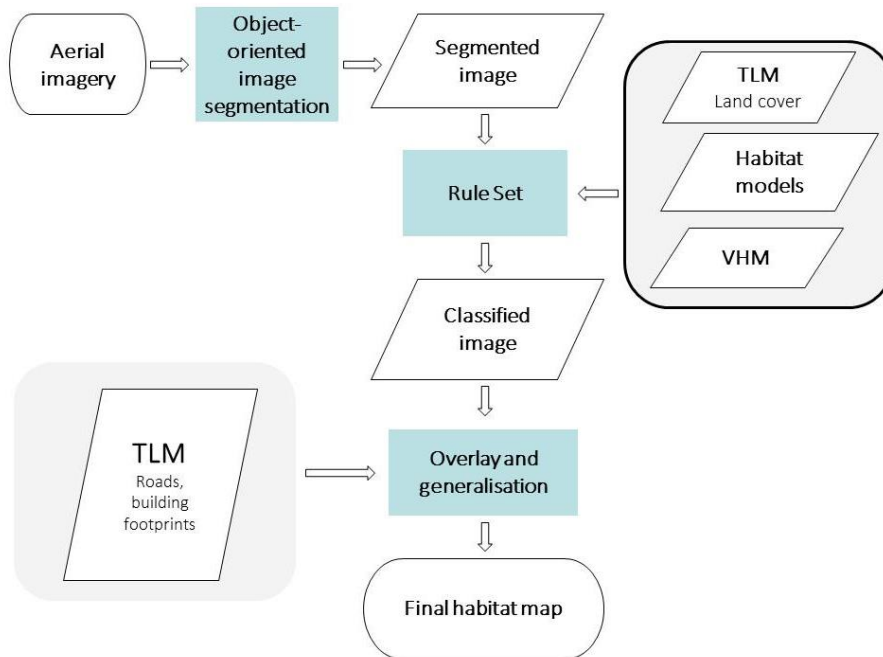 Aerial
imagery
Object-
oriented
image
segmentation
Segmented
image
TLM
Land cover
Habitat
models
VHM
Rule Set
Classified
image
TLM
Roads,
building
footprints
Overlay and
generalisation
Final habitat map